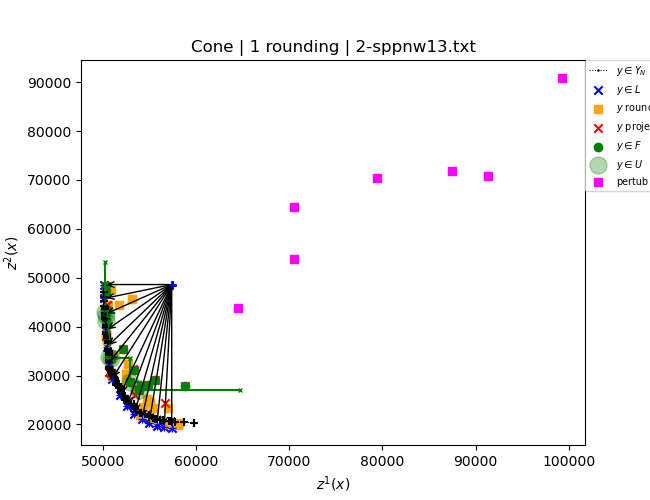 Cone | 1 rounding | 2-sppnw13.txt
z²(x)
90000
80000
70000
60000
50000
40000
30000
20000
50000 60000 70000 80000 90000 100000
z¹(x)
y ∈ Y_N
y ∈ L
y roun
y proje
y ∈ F
y ∈ U
pertub